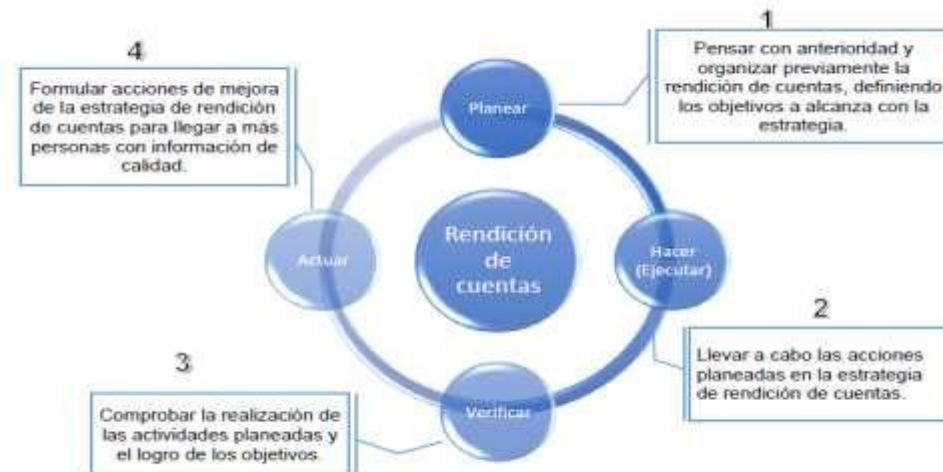 1
Pensar con anterioridad y
organizar previamente la
rendición de cuentas, definiendo
los objetivos a alcanza con la
estrategia.
Planear
4
Formular acciones de mejora
de la estrategia de rendición
de cuentas para llegar a más
personas con información de
calidad.
Rendición
de
cuentas
Actuar
Hacer
(Ejecutar)
2
Llevar a cabo las acciones
planeadas en la estrategia
de rendición de cuentas.
3
Comprobar la realización de
las actividades planeadas y
el logro de los objetivos.
Verificar